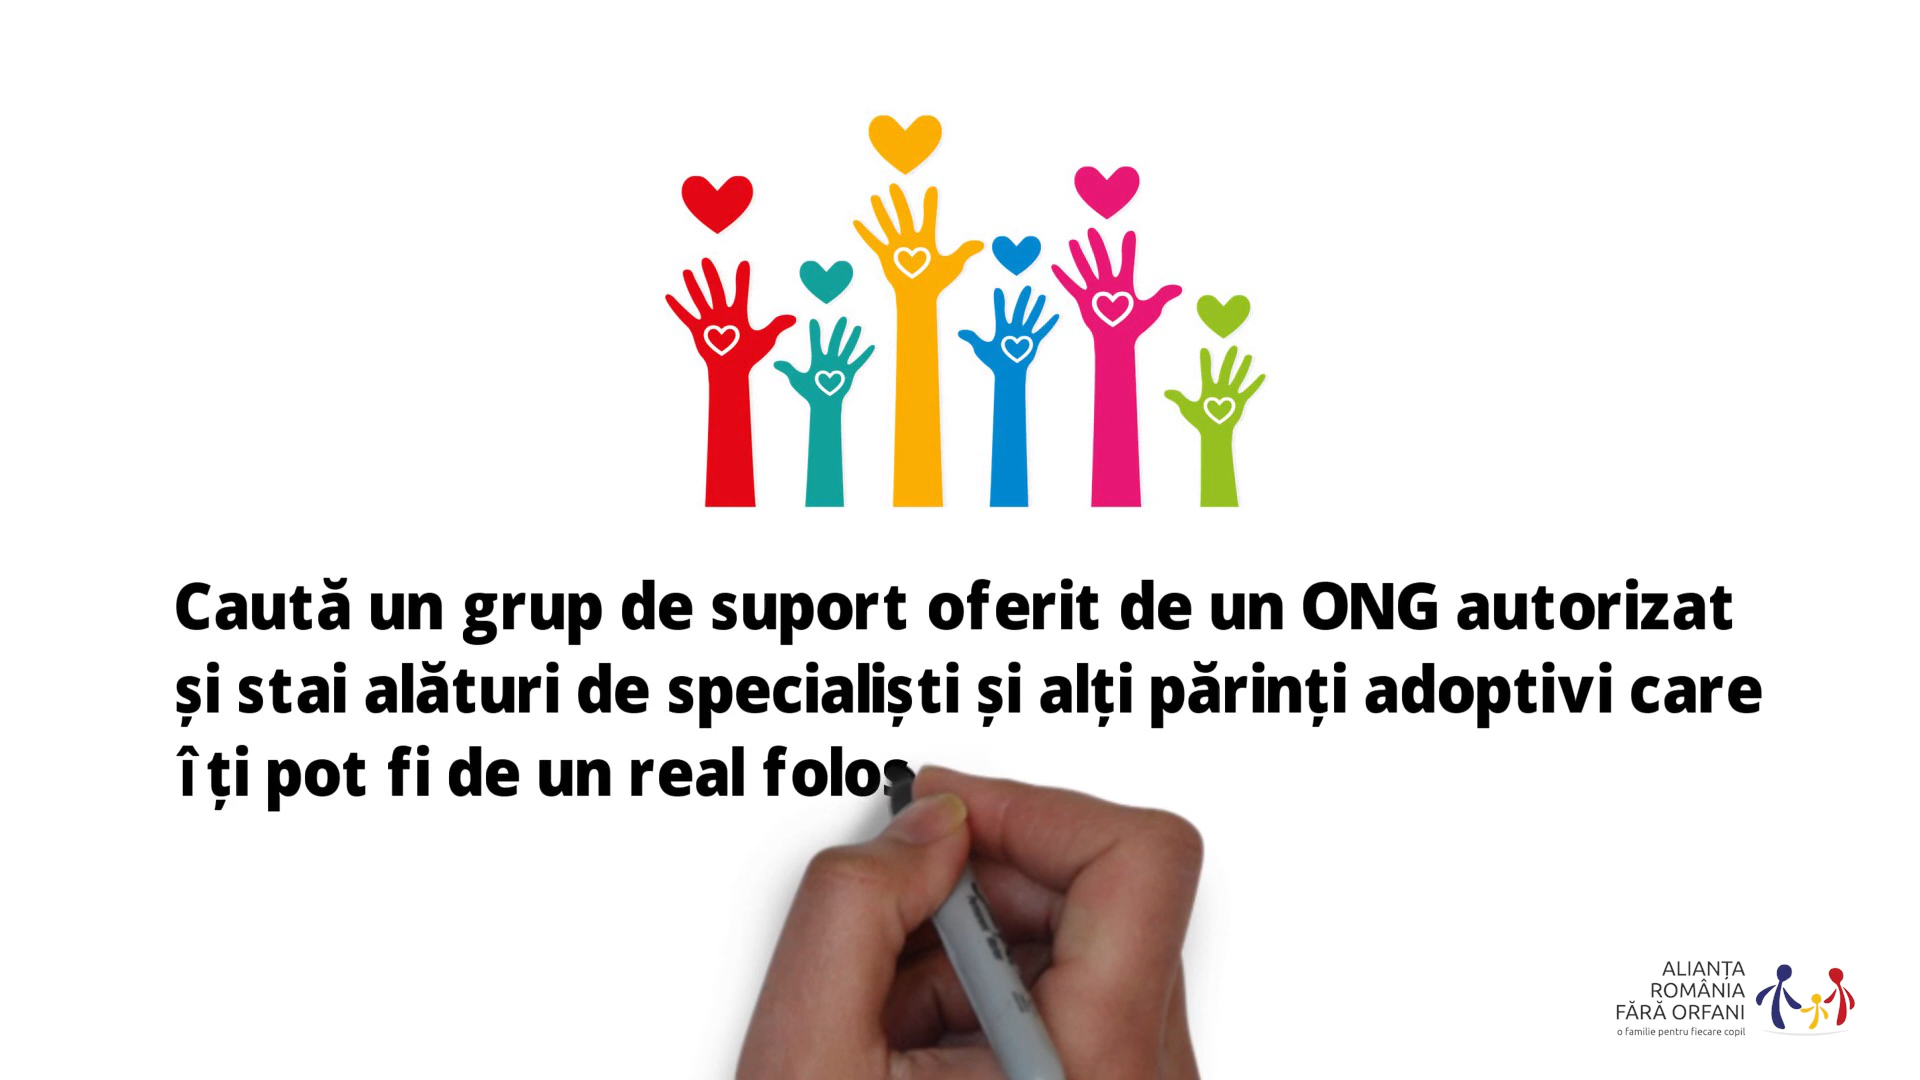 Caută un grup de suport oferit de un ONG autorizat
și stai alături de specialiști și alți părinți adoptivi care
îți pot fi de un real folos
ALIANȚA
ROMÂNIA
FĂRĂ ORFANI
o familie pentru fiecare copil